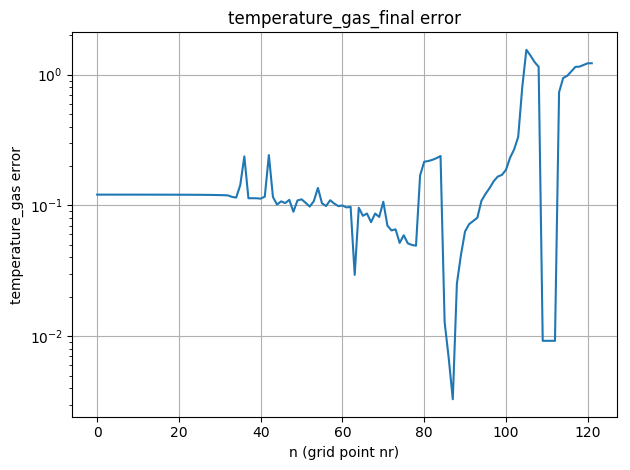 temperature_gas_final error
temperature_gas error
10⁰
10⁻¹
10⁻²
0 20 40 60 80 100 120
n (grid point nr)